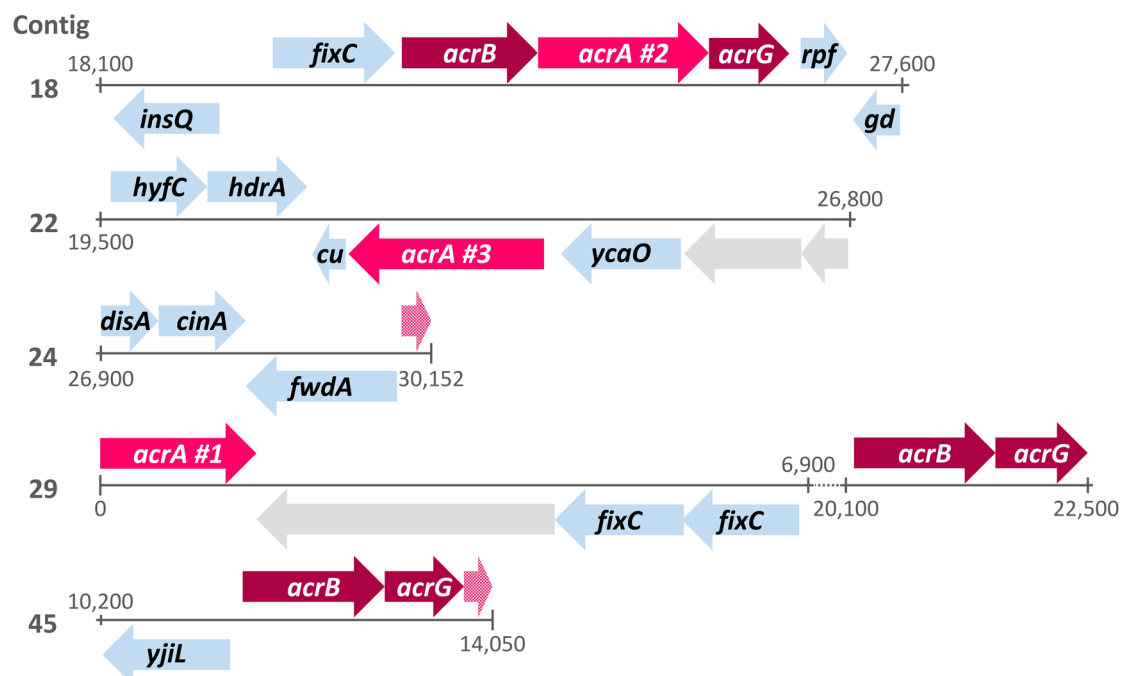 Contig
fixC acrB acrA #2 acrG rpf
18,100 27,600
18
insQ gd
hyfC hdrA
26,800
22
19,500
cu acrA #3 ycaO
disA cinA
24
26,900 30,152
fwdA
acrA #1 acrB acrG
6,900
29
0 20,100 22,500
fixC fixC
acrB acrG
10,200
45
14,050
yjiL